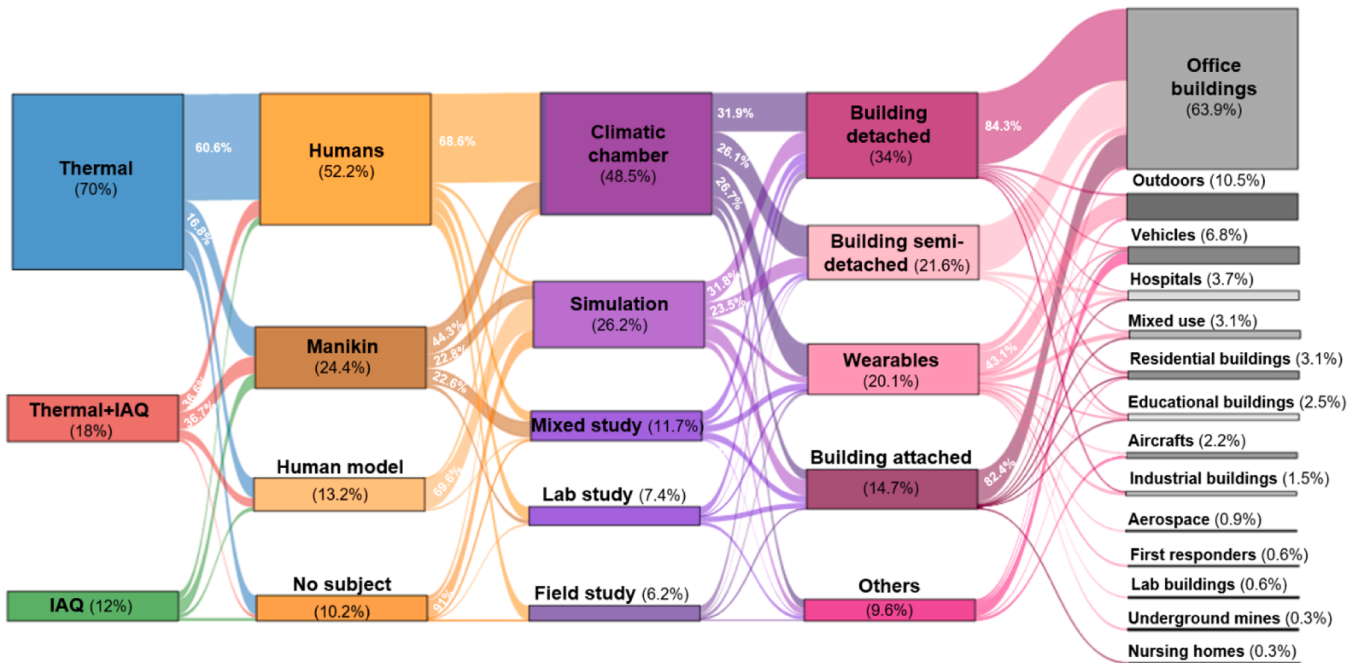 Thermal
(70%)
Thermal+IAQ
(18%)
IAQ (12%)
60.6%
16.8%
36.6%
36.7%
Humans
(52.2%)
Manikin
(24.4%)
Human model
(13.2%)
No subject
(10.2%)
68.6%
44.3%
22.8%
22.6%
69.6%
91%
Climatic
chamber
(48.5%)
Simulation
(26.2%)
Mixed study (11.7%)
Lab study (7.4%)
Field study (6.2%)
31.9%
26.1%
26.7%
31.8%
23.5%
Building
detached
(34%)
Building semi-
detached (21.6%)
Wearables
(20.1%)
Building attached
(14.7%)
Others
(9.6%)
84.3%
43.1%
82.4%
Office
buildings
(63.9%)
Outdoors (10.5%)
Vehicles (6.8%)
Hospitals (3.7%)
Mixed use (3.1%)
Residential buildings (3.1%)
Educational buildings (2.5%)
Aircrafts (2.2%)
Industrial buildings (1.5%)
Aerospace (0.9%)
First responders (0.6%)
Lab buildings (0.6%)
Underground mines (0.3%)
Nursing homes (0.3%)